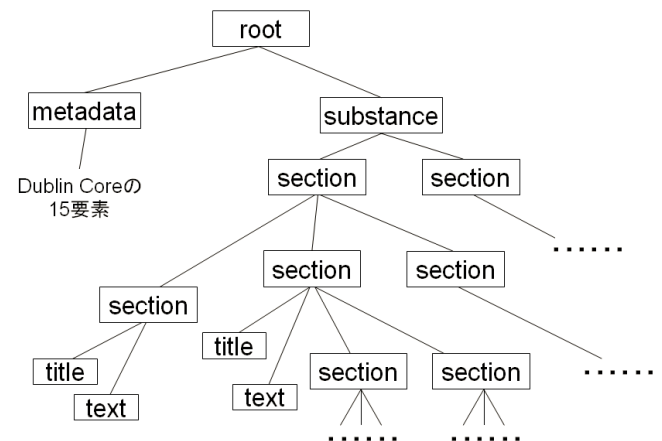 root
metadata
substance
Dublin Coreの
15要素
section
section
section
section
section
title
text
title
text
section
section